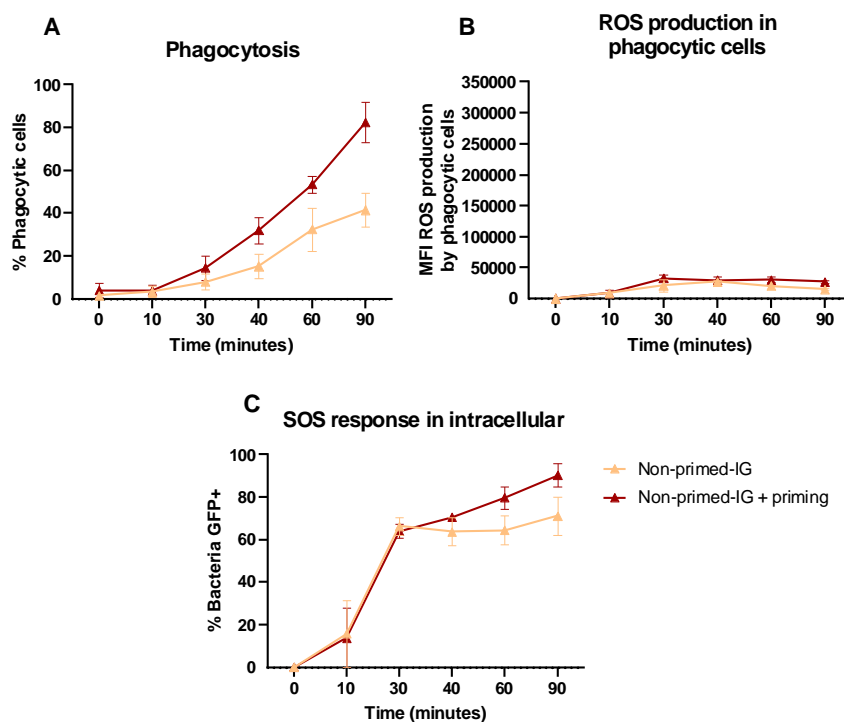 A
Phagocytosis
% Phagocytic cells
100
80
60
40
20
0
0 10 30 40 60 90
Time (minutes)
B
ROS production in
phagocytic cells
MFI ROS production
by phagocytic cells
350000
300000
250000
200000
150000
100000
50000
0
0 10 30 40 60 90
Time (minutes)
C
SOS response in intracellular
% Bacteria GFP+
100
80
60
40
20
0
0 10 30 40 60 90
Time (minutes)
Non-primed-IG
Non-primed-IG + priming